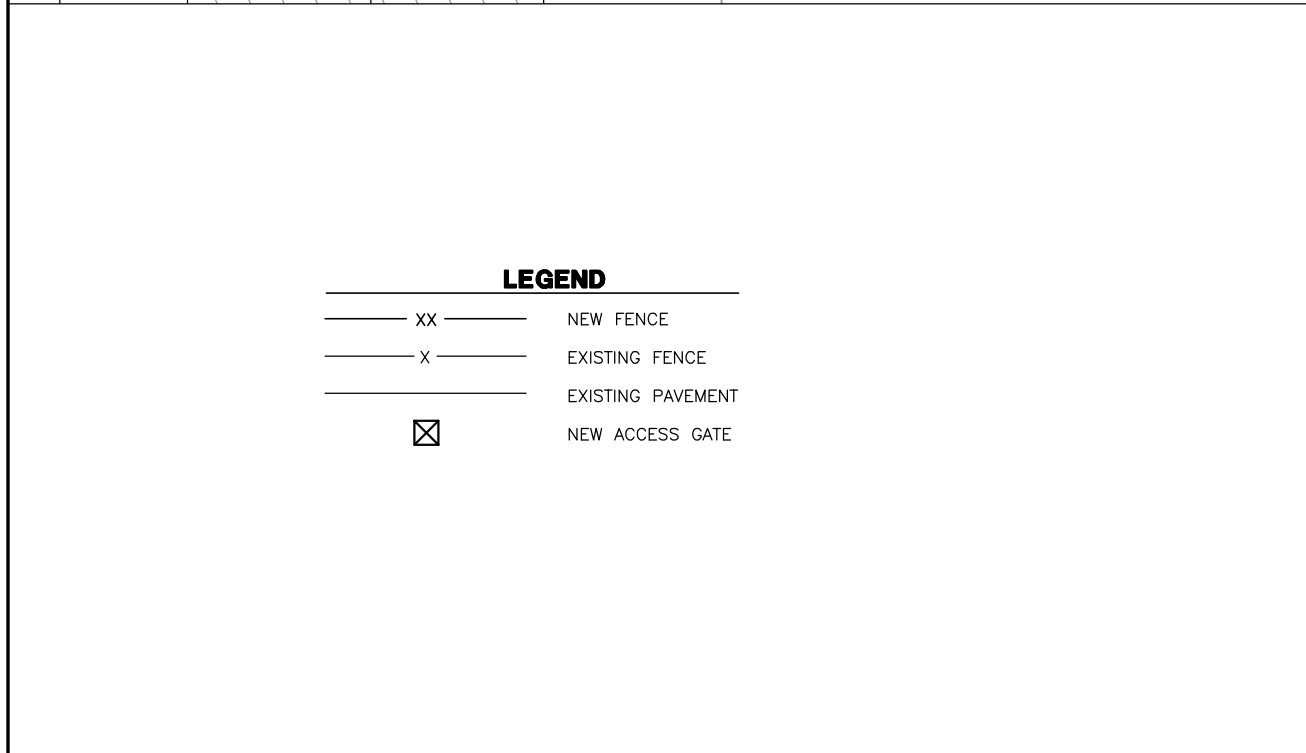 LEGEND
XX NEW FENCE
X EXISTING FENCE
EXISTING PAVEMENT
NEW ACCESS GATE